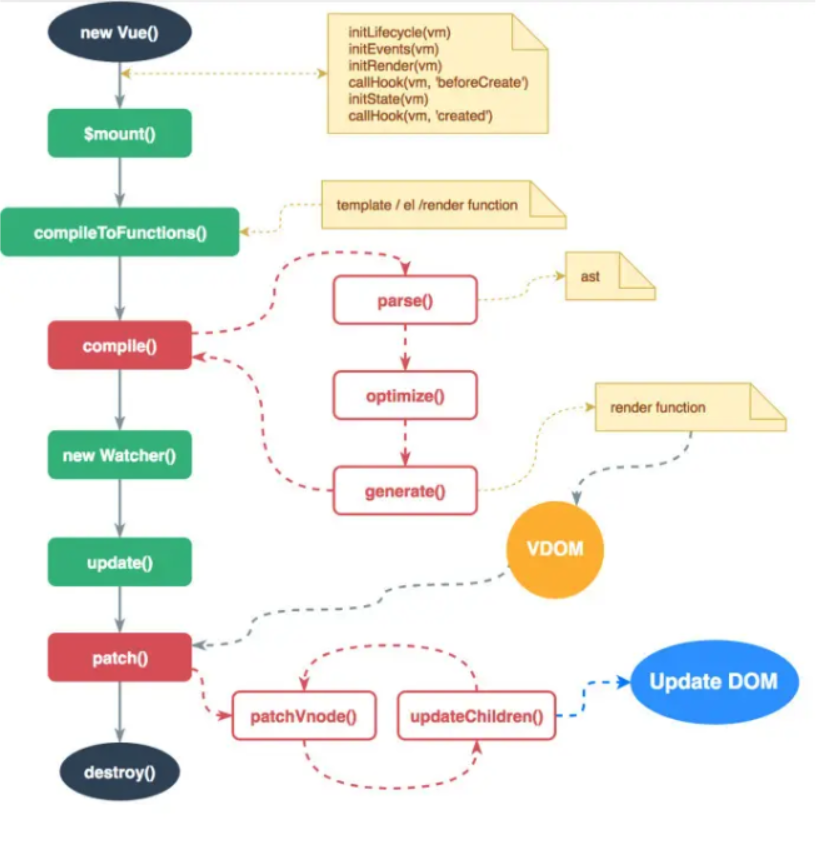 new Vue()
initLifecycle(vm)
initEvents(vm)
initRender(vm)
callHook(vm, 'beforeCreate')
initState(vm)
callHook(vm, 'created')
$mount()
template / el /render function
compileToFunctions()
ast
parse()
compile()
optimize()
render function
new Watcher()
generate()
VDOM
update()
patch()
Update DOM
patchVnode()
updateChildren()
destroy()